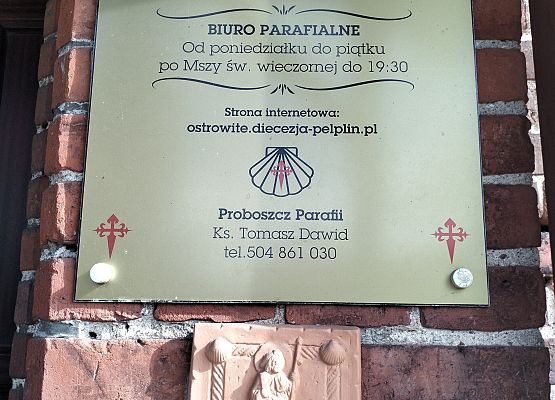 BIURO PARAFIALNE
Od poniedziałku do piątku
po Mszy św. wieczornej do 19:30
Strona internetowa:
ostrowite.diecezja-pelplin.pl
Proboszcz Parafii
Ks. Tomasz Dawid
tel.504 861 030